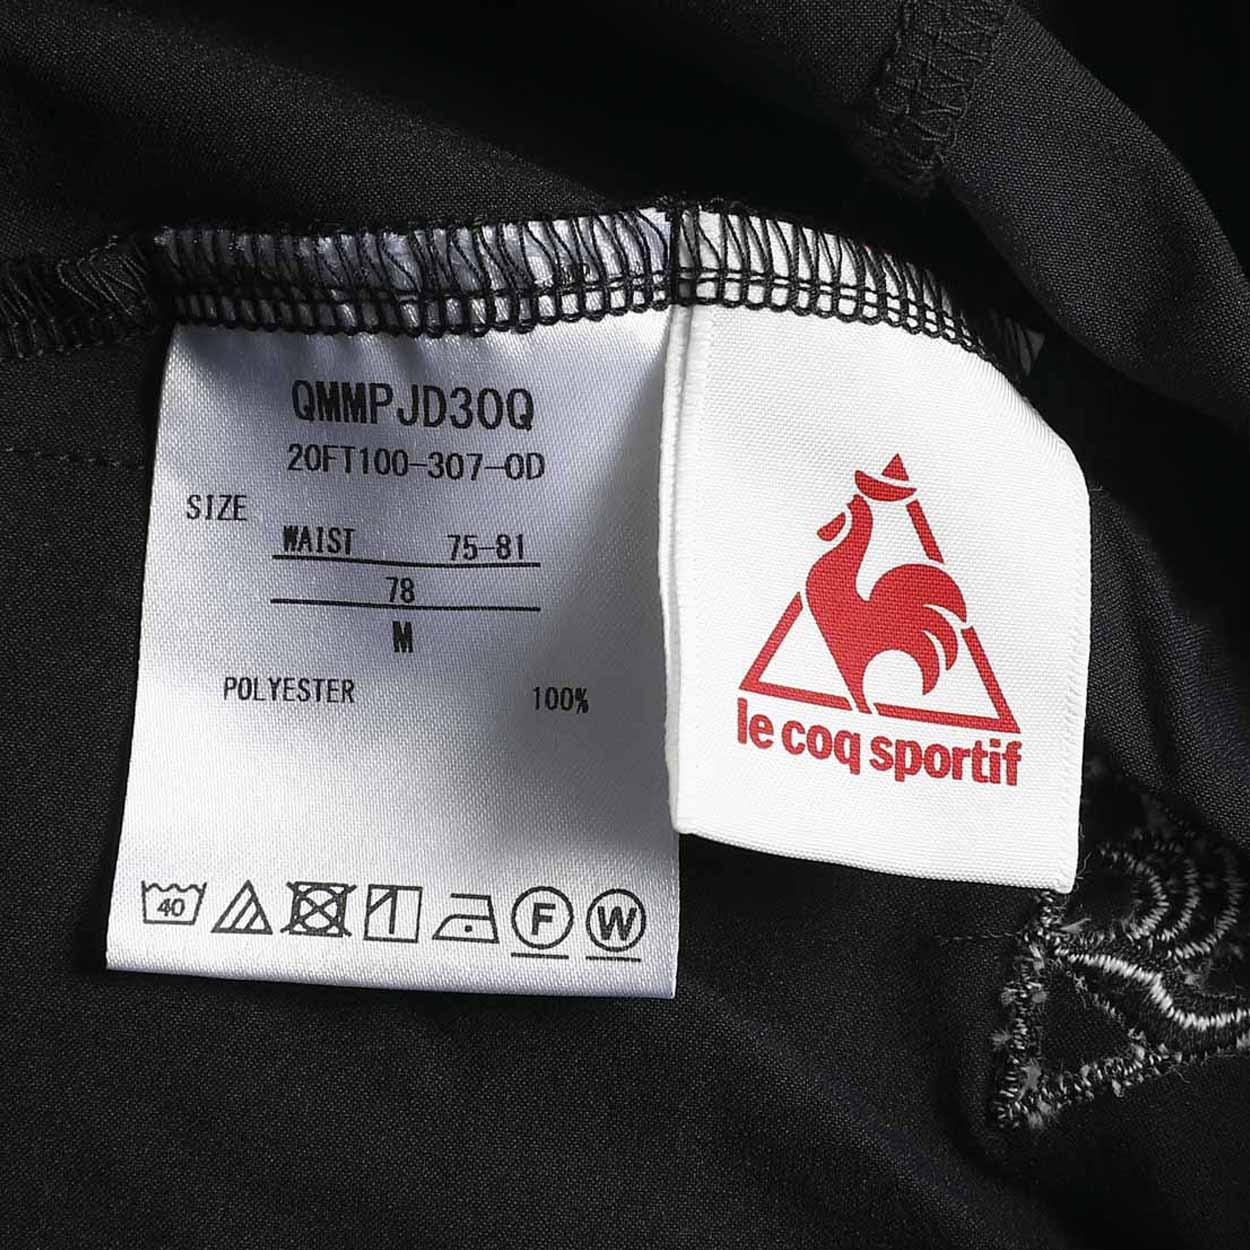 QMMPJD30Q
20FT100-307-0D
SIZE
WAIST 75-81
78
M
POLYESTER 100%
40
F
W
le coq sportif